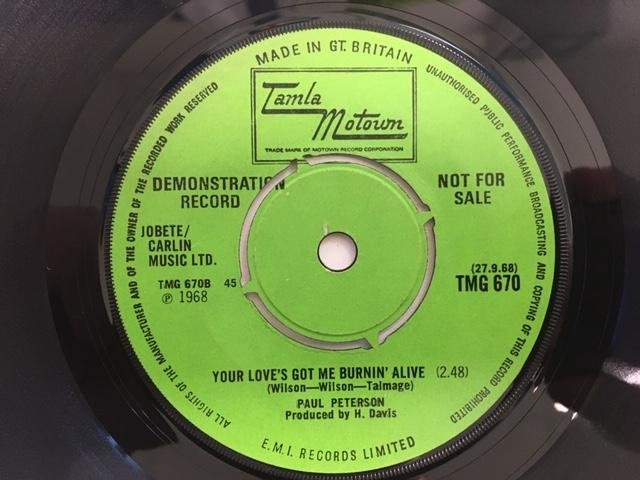 MADE IN GT. BRITAIN
UNAUTHORISED PUBLIC PERFORMANCE BROADCASTING AND COPYING OF THIS RECORD PROHIBITED
ALL RIGHTS OF THE MANUFACTURER AND OF THE OWNER OF THE RECORDED WORK RESERVED
Tamla
Motown
TRADE MARK OF MOTOWN RECORD CORPORATION
DEMONSTRATION
RECORD
NOT FOR
SALE
JOBETE/
CARLIN
MUSIC LTD.
TMG 670B 45
℗ 1968
(27.9.68)
TMG 670
YOUR LOVE'S GOT ME BURNIN' ALIVE (2.48)
(Wilson—Wilson—Talmage)
PAUL PETERSON
Produced by H. Davis
E.M.I. RECORDS LIMITED